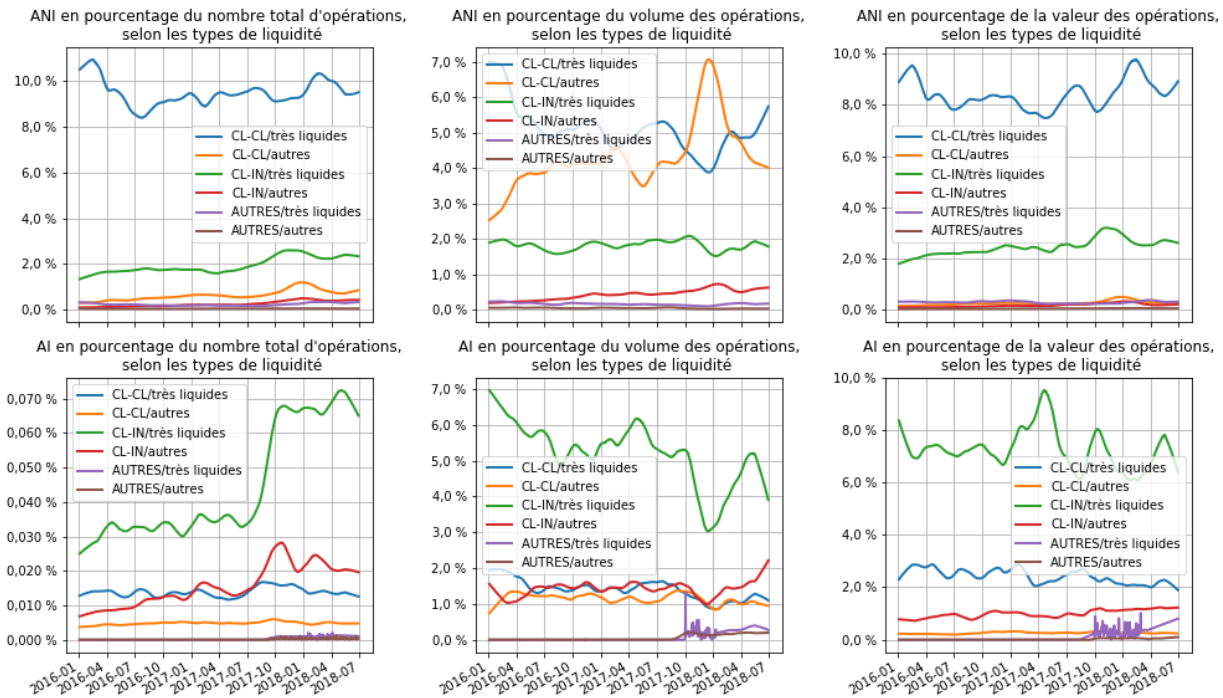 ANI en pourcentage du nombre total d'opérations,
selon les types de liquidité
10,0 %
8,0 %
6,0 %
4,0 %
2,0 %
0,0 %
CL-CL/très liquides
CL-CL/autres
CL-IN/très liquides
CL-IN/autres
AUTRES/très liquides
AUTRES/autres
ANI en pourcentage du volume des opérations,
selon les types de liquidité
7,0 %
6,0 %
5,0 %
4,0 %
3,0 %
2,0 %
1,0 %
0,0 %
CL-CL/très liquides
CL-CL/autres
CL-IN/très liquides
CL-IN/autres
AUTRES/très liquides
AUTRES/autres
ANI en pourcentage de la valeur des opérations,
selon les types de liquidité
10,0 %
8,0 %
6,0 %
4,0 %
2,0 %
0,0 %
CL-CL/très liquides
CL-CL/autres
CL-IN/très liquides
CL-IN/autres
AUTRES/très liquides
AUTRES/autres
AI en pourcentage du nombre total d'opérations,
selon les types de liquidité
0,070 %
0,060 %
0,050 %
0,040 %
0,030 %
0,020 %
0,010 %
0,000 %
CL-CL/très liquides
CL-CL/autres
CL-IN/très liquides
CL-IN/autres
AUTRES/très liquides
AUTRES/autres
2016-01
2016-04
2016-07
2016-10
2017-01
2017-04
2017-07
2017-10
2018-01
2018-04
2018-07
AI en pourcentage du volume des opérations,
selon les types de liquidité
7,0 %
6,0 %
5,0 %
4,0 %
3,0 %
2,0 %
1,0 %
0,0 %
CL-CL/très liquides
CL-CL/autres
CL-IN/très liquides
CL-IN/autres
AUTRES/très liquides
AUTRES/autres
2016-01
2016-04
2016-07
2016-10
2017-01
2017-04
2017-07
2017-10
2018-01
2018-04
2018-07
AI en pourcentage de la valeur des opérations,
selon les types de liquidité
10,0 %
8,0 %
6,0 %
4,0 %
2,0 %
0,0 %
CL-CL/très liquides
CL-CL/autres
CL-IN/très liquides
CL-IN/autres
AUTRES/très liquides
AUTRES/autres
2016-01
2016-04
2016-07
2016-10
2017-01
2017-04
2017-07
2017-10
2018-01
2018-04
2018-07